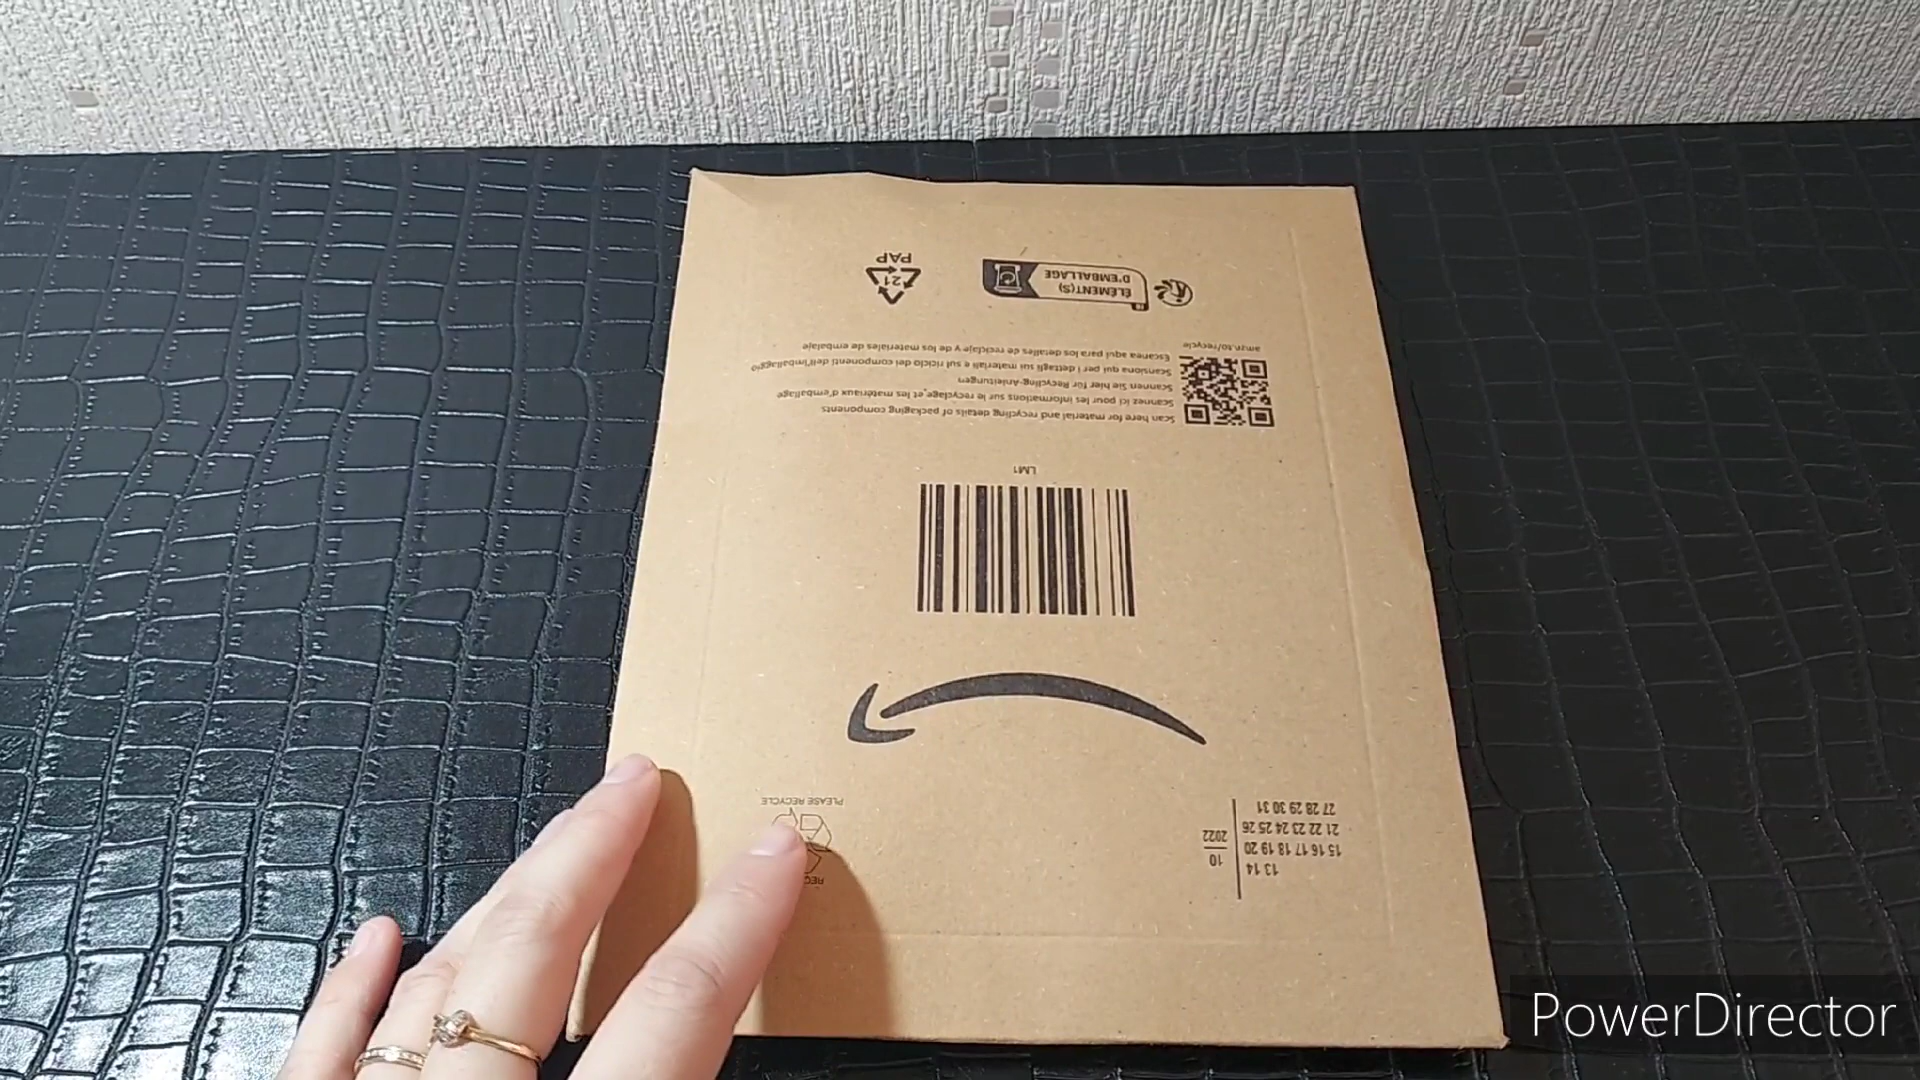 13 14
15 16 17 18 19 20
21 22 23 24 25 26
27 28 29 30 31
10
2022
PLEASE RECYCLE
LM1
Scan here for material and recycling details of packaging components
Scannez ici pour les informations sur le recyclage et les matériaux d'emballage
Scannen Sie hier für Recycling-Anleitungen
Scansiona qui per i dettagli sui materiali e sul riciclo dei componenti dell'imballaggio
Escanea aquí para los detalles de reciclaje y de los materiales de embalaje
amzn.to/recycle
FR
ÉLÉMENT(S)
D'EMBALLAGE
21
PAP
PowerDirector